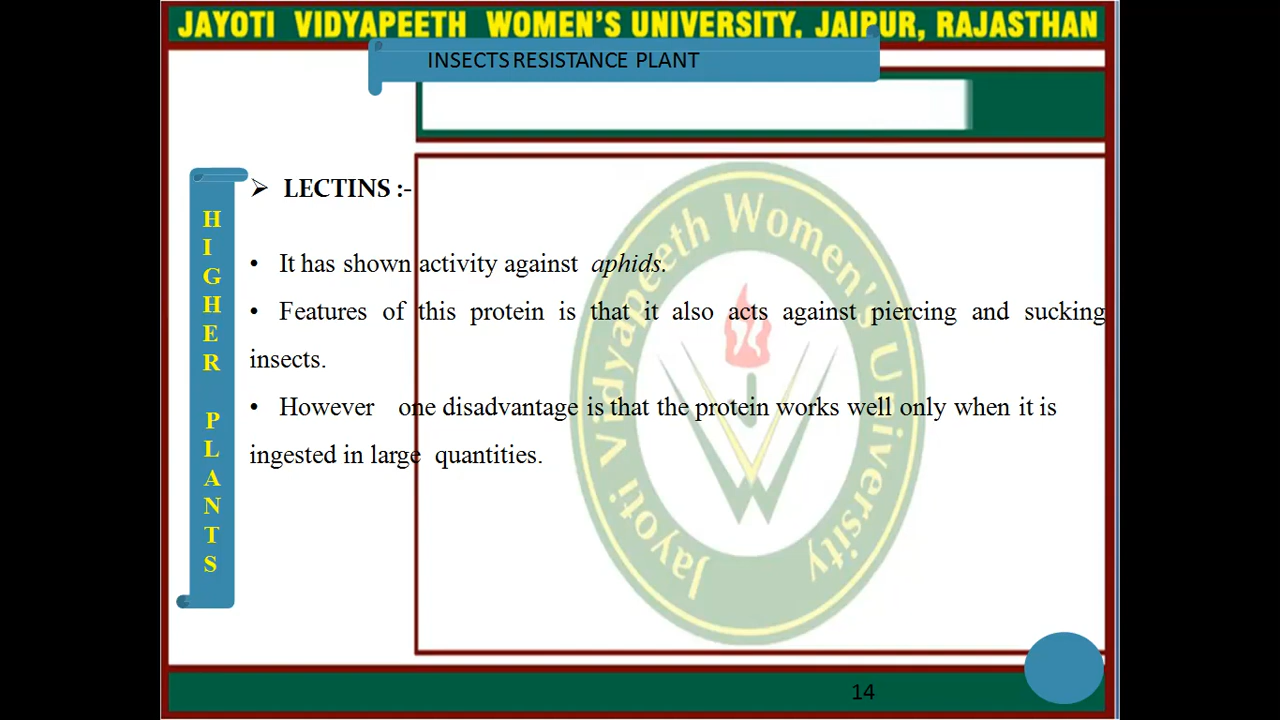 JAYOTI VIDYAPEETH WOMEN'S UNIVERSITY, JAIPUR, RAJASTHAN
INSECTS RESISTANCE PLANT
HIGHER PLANTS
➢ LECTINS :-
• It has shown activity against aphids.
• Features of this protein is that it also acts against piercing and sucking
insects.
• However one disadvantage is that the protein works well only when it is
ingested in large quantities.
Jayoti Vidyapeeth Women's University
14